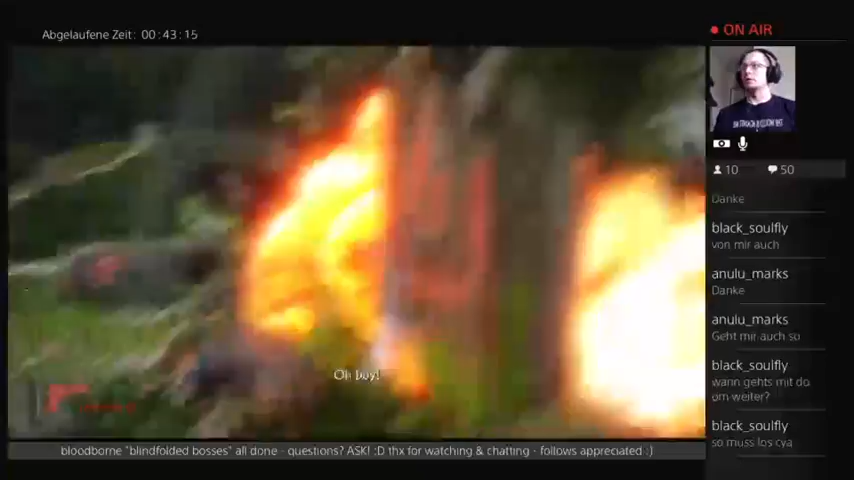 Abgelaufene Zeit: 00:43:15
ON AIR
10
50
Danke
black_soulfly
von mir auch
anulu_marks
Danke
anulu_marks
Geht mir auch so
black_soulfly
wann gehts mit do
om weiter?
black_soulfly
so muss los cya
Oh boy!
bloodborne "blindfolded bosses" all done - questions? ASK! :D thx for watching & chatting - follows appreciated :)